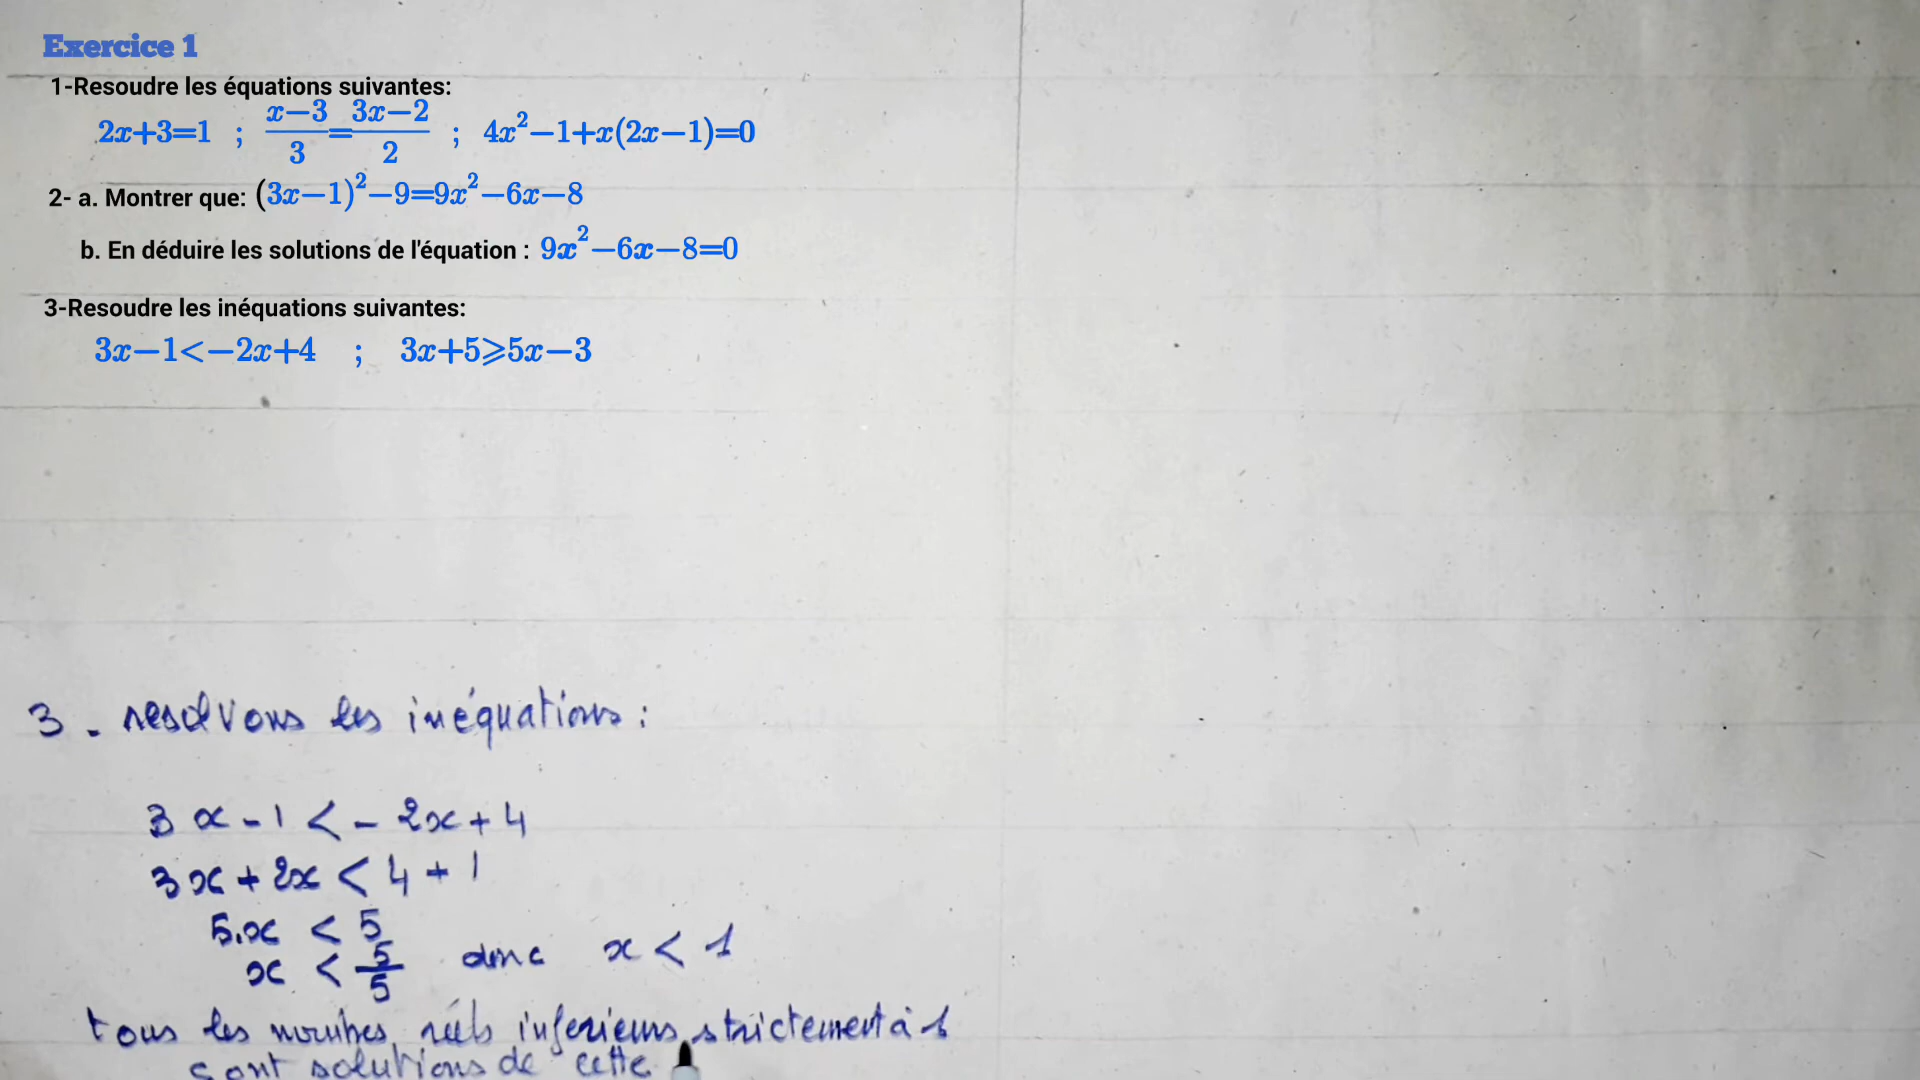 Exercice 1
1-Resoudre les équations suivantes:
2x+3=1 ; (x-3)/3=(3x-2)/2 ; 4x²-1+x(2x-1)=0
2- a. Montrer que: (3x-1)²-9=9x²-6x-8
b. En déduire les solutions de l'équation : 9x²-6x-8=0
3-Resoudre les inéquations suivantes:
3x-1<-2x+4 ; 3x+5⩾5x-3
3. resolvons les inéquations :
3x-1 < -2x+4
3x+2x < 4+1
5.x < 5
x < 5/5 donc x < 1
tous les nombres réels inferieurs strictement à 1
sont solutions de cette